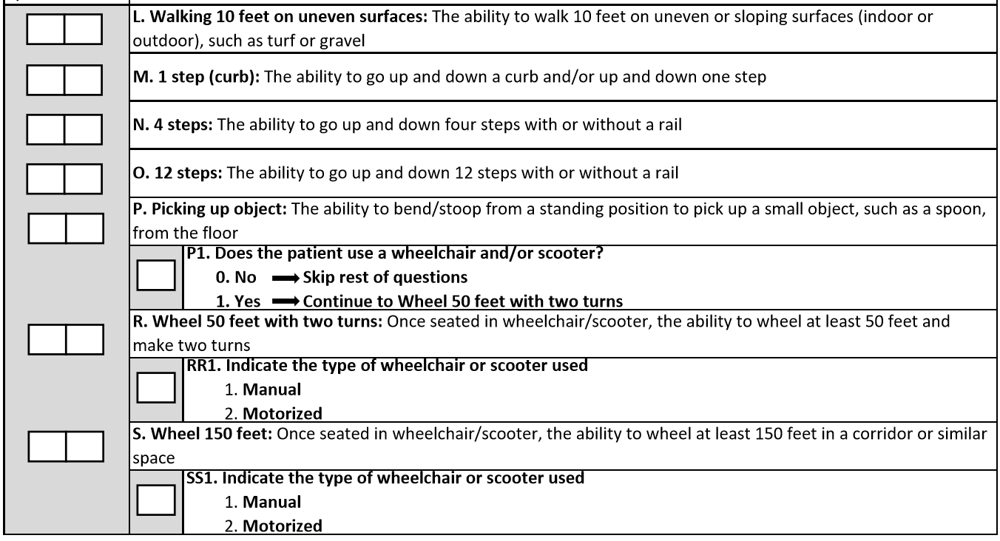 L. Walking 10 feet on uneven surfaces: The ability to walk 10 feet on uneven or sloping surfaces (indoor or
outdoor), such as turf or gravel
M. 1 step (curb): The ability to go up and down a curb and/or up and down one step
N. 4 steps: The ability to go up and down four steps with or without a rail
O. 12 steps: The ability to go up and down 12 steps with or without a rail
P. Picking up object: The ability to bend/stoop from a standing position to pick up a small object, such as a spoon,
from the floor
P1. Does the patient use a wheelchair and/or scooter?
0. No ➡ Skip rest of questions
1. Yes ➡ Continue to Wheel 50 feet with two turns
R. Wheel 50 feet with two turns: Once seated in wheelchair/scooter, the ability to wheel at least 50 feet and
make two turns
RR1. Indicate the type of wheelchair or scooter used
1. Manual
2. Motorized
S. Wheel 150 feet: Once seated in wheelchair/scooter, the ability to wheel at least 150 feet in a corridor or similar
space
SS1. Indicate the type of wheelchair or scooter used
1. Manual
2. Motorized